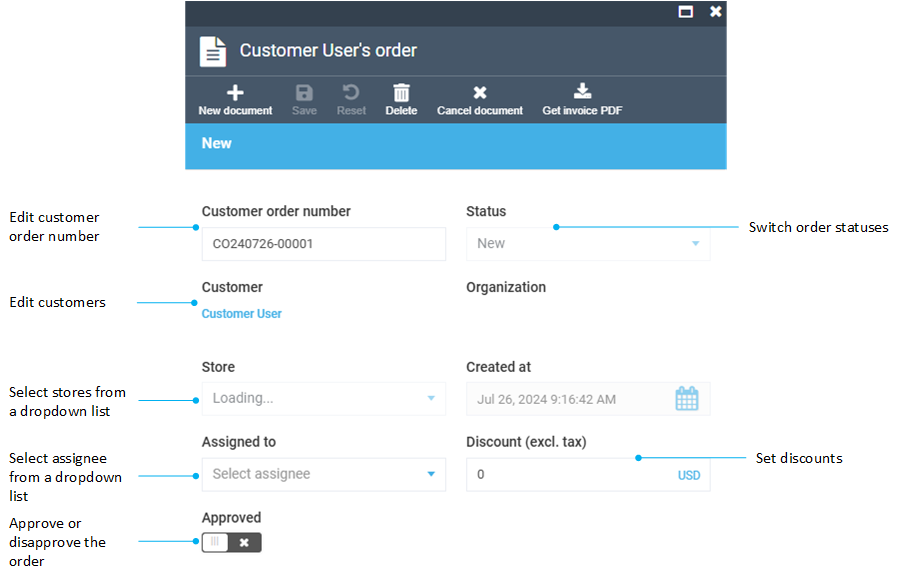 Customer User's order
New document
Save
Reset
Delete
Cancel document
Get invoice PDF
New
Edit customer
order number
Customer order number
CO240726-00001
Status
New
Switch order statuses
Edit customers
Customer
Customer User
Organization
Select stores from
a dropdown list
Store
Loading...
Created at
Jul 26, 2024 9:16:42 AM
Select assignee
from a dropdown
list
Assigned to
Select assignee
Discount (excl. tax)
0
USD
Set discounts
Approve or
disapprove the
order
Approved